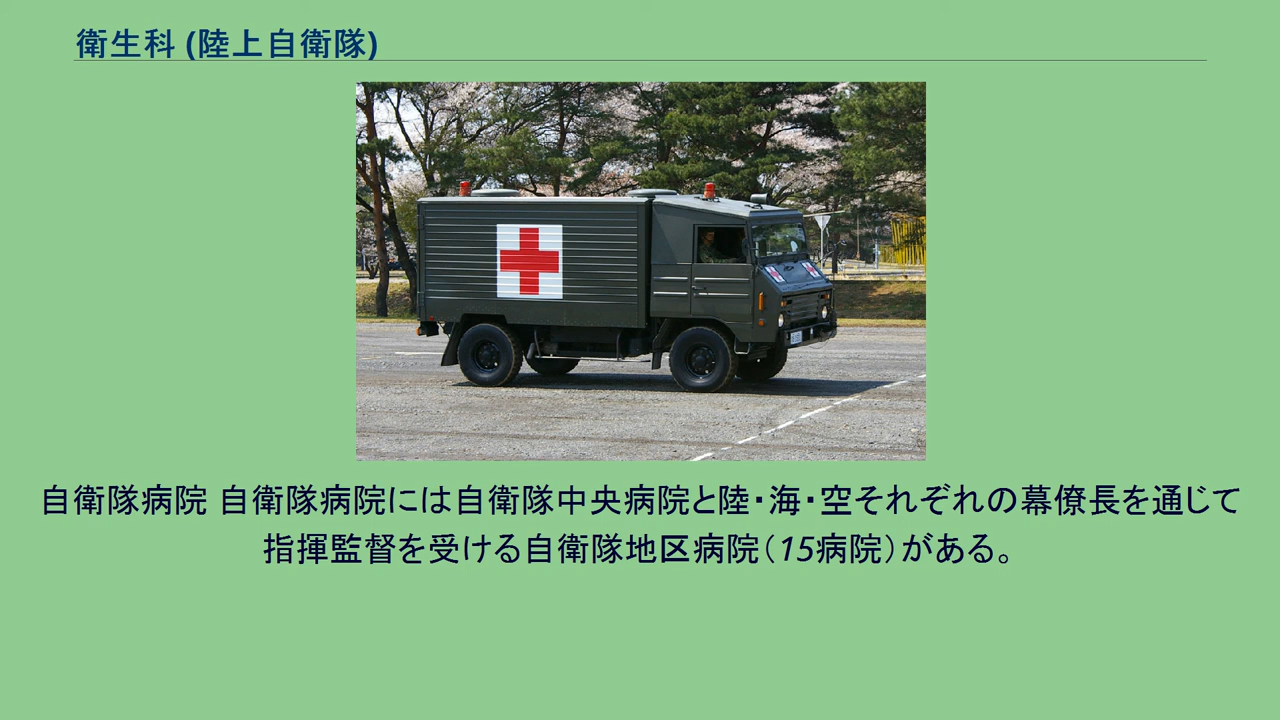 衛生科 (陸上自衛隊)
自衛隊病院 自衛隊病院には自衛隊中央病院と陸・海・空それぞれの幕僚長を通じて
指揮監督を受ける自衛隊地区病院（15病院）がある。